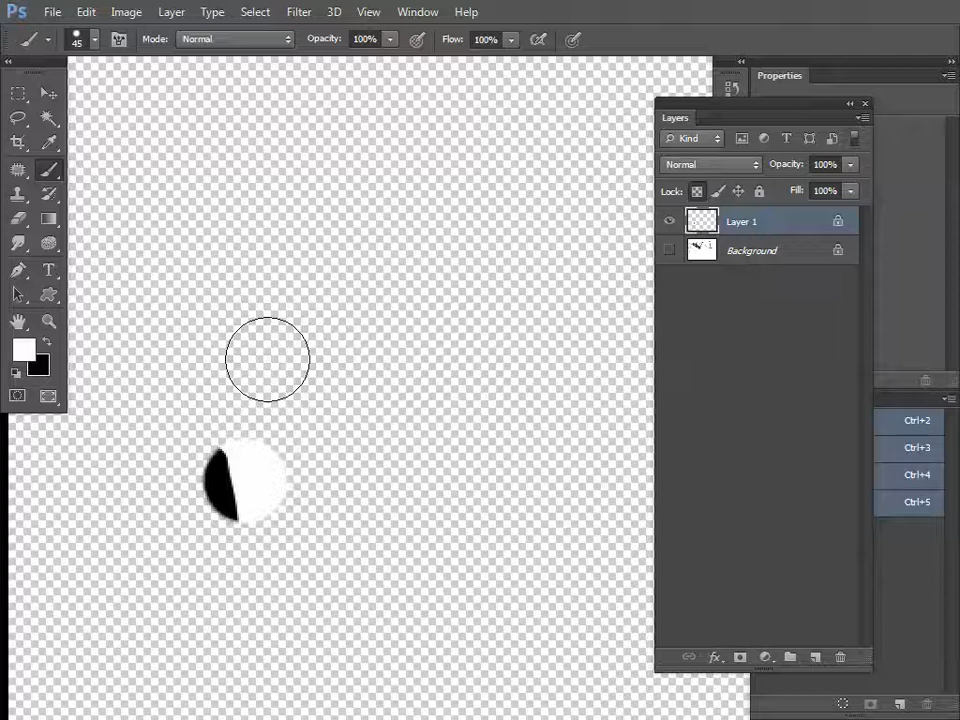 Ps File Edit Image Layer Type Select Filter 3D View Window Help
45 Mode: Normal Opacity: 100% Flow: 100%
Properties
Layers
Kind
Normal Opacity: 100%
Lock: Fill: 100%
Layer 1
Background
Ctrl+2
Ctrl+3
Ctrl+4
Ctrl+5